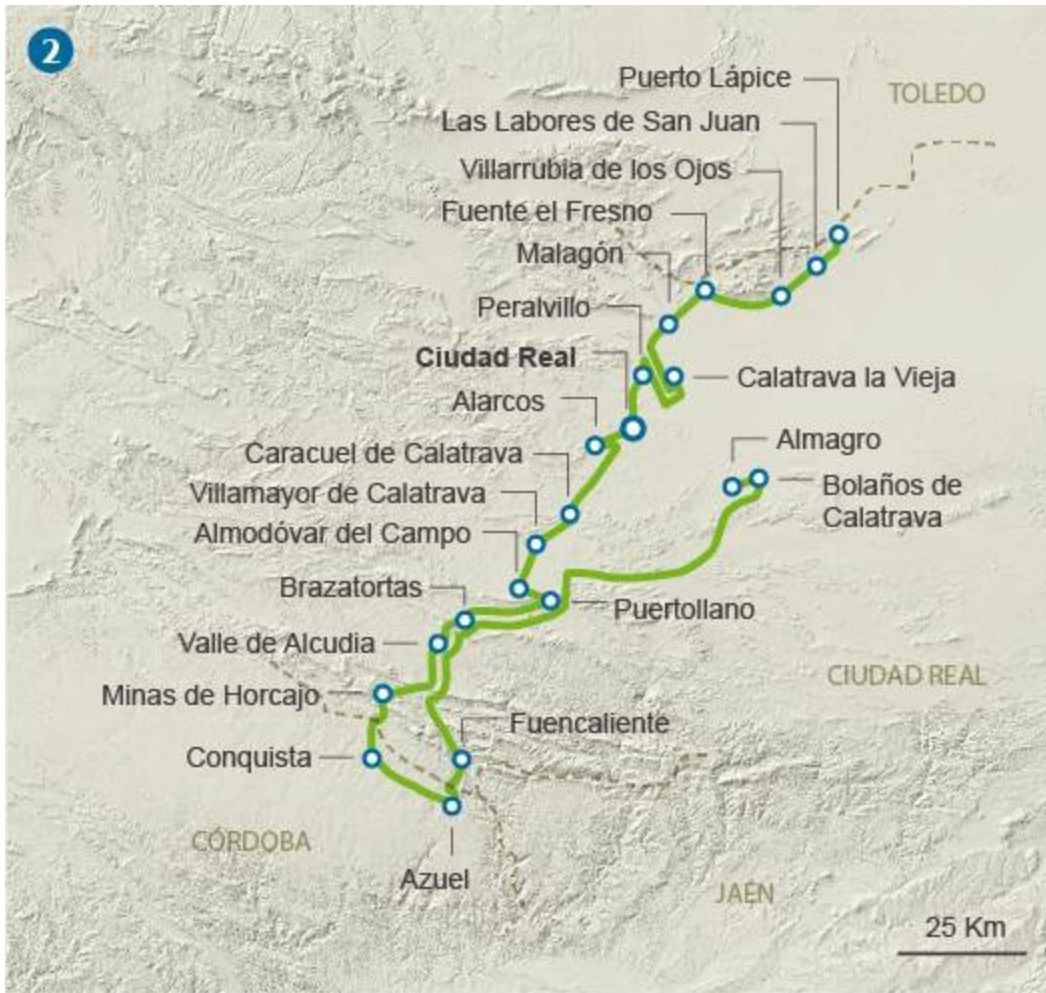 2
Puerto Lápice
TOLEDO
Las Labores de San Juan
Villarrubia de los Ojos
Fuente el Fresno
Malagón
Peralvillo
Ciudad Real
Calatrava la Vieja
Alarcos
Almagro
Caracuel de Calatrava
Bolaños de
Calatrava
Villamayor de Calatrava
Almodóvar del Campo
Brazatortas
Puertollano
Valle de Alcudia
CIUDAD REAL
Minas de Horcajo
Fuencaliente
Conquista
CÓRDOBA
Azuel
JAÉN
25 Km